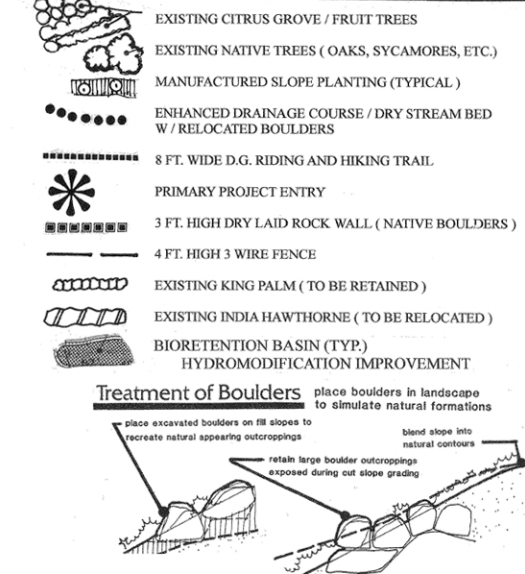 EXISTING CITRUS GROVE / FRUIT TREES
EXISTING NATIVE TREES ( OAKS, SYCAMORES, ETC.)
MANUFACTURED SLOPE PLANTING (TYPICAL )
ENHANCED DRAINAGE COURSE / DRY STREAM BED
W / RELOCATED BOULDERS
8 FT. WIDE D.G. RIDING AND HIKING TRAIL
PRIMARY PROJECT ENTRY
3 FT. HIGH DRY LAID ROCK WALL ( NATIVE BOULDERS )
4 FT. HIGH 3 WIRE FENCE
EXISTING KING PALM ( TO BE RETAINED )
EXISTING INDIA HAWTHORNE ( TO BE RELOCATED )
BIORETENTION BASIN (TYP.)
HYDROMODIFICATION IMPROVEMENT
Treatment of Boulders
place boulders in landscape
to simulate natural formations
place excavated boulders on fill slopes to
recreate natural appearing outcroppings
blend slope into
natural contours
retain large boulder outcroppings
exposed during cut slope grading